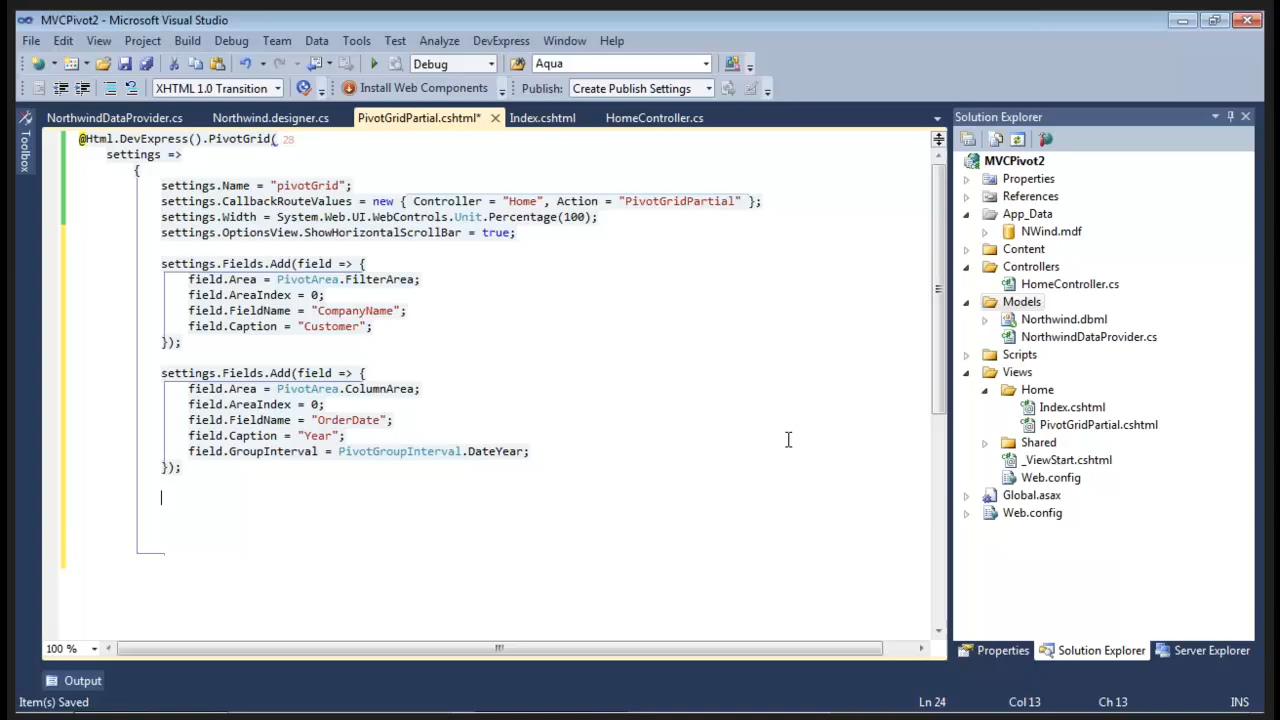 MVCPivot2 - Microsoft Visual Studio
File Edit View Project Build Debug Team Data Tools Test Analyze DevExpress Window Help
Debug Aqua
XHTML 1.0 Transition Install Web Components Publish: Create Publish Settings
NorthwindDataProvider.cs Northwind.designer.cs PivotGridPartial.cshtml* Index.cshtml HomeController.cs
Toolbox
@Html.DevExpress().PivotGrid( 28
settings =>
{
settings.Name = "pivotGrid";
settings.CallbackRouteValues = new { Controller = "Home", Action = "PivotGridPartial" };
settings.Width = System.Web.UI.WebControls.Unit.Percentage(100);
settings.OptionsView.ShowHorizontalScrollBar = true;
settings.Fields.Add(field => {
field.Area = PivotArea.FilterArea;
field.AreaIndex = 0;
field.FieldName = "CompanyName";
field.Caption = "Customer";
});
settings.Fields.Add(field => {
field.Area = PivotArea.ColumnArea;
field.AreaIndex = 0;
field.FieldName = "OrderDate";
field.Caption = "Year";
field.GroupInterval = PivotGroupInterval.DateYear;
});
100 %
Solution Explorer
MVCPivot2
Properties
References
App_Data
NWind.mdf
Content
Controllers
HomeController.cs
Models
Northwind.dbml
NorthwindDataProvider.cs
Scripts
Views
Home
Index.cshtml
PivotGridPartial.cshtml
Shared
_ViewStart.cshtml
Web.config
Global.asax
Web.config
Properties Solution Explorer Server Explorer
Output
Item(s) Saved Ln 24 Col 13 Ch 13 INS